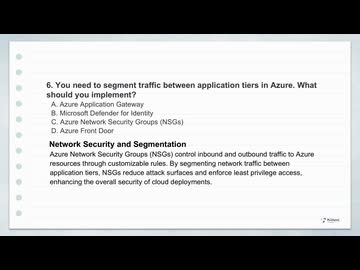 6. You need to segment traffic between application tiers in Azure. What
should you implement?
A. Azure Application Gateway
B. Microsoft Defender for Identity
C. Azure Network Security Groups (NSGs)
D. Azure Front Door
Network Security and Segmentation
Azure Network Security Groups (NSGs) control inbound and outbound traffic to Azure
resources through customizable rules. By segmenting network traffic between
application tiers, NSGs reduce attack surfaces and enforce least privilege access,
enhancing the overall security of cloud deployments.